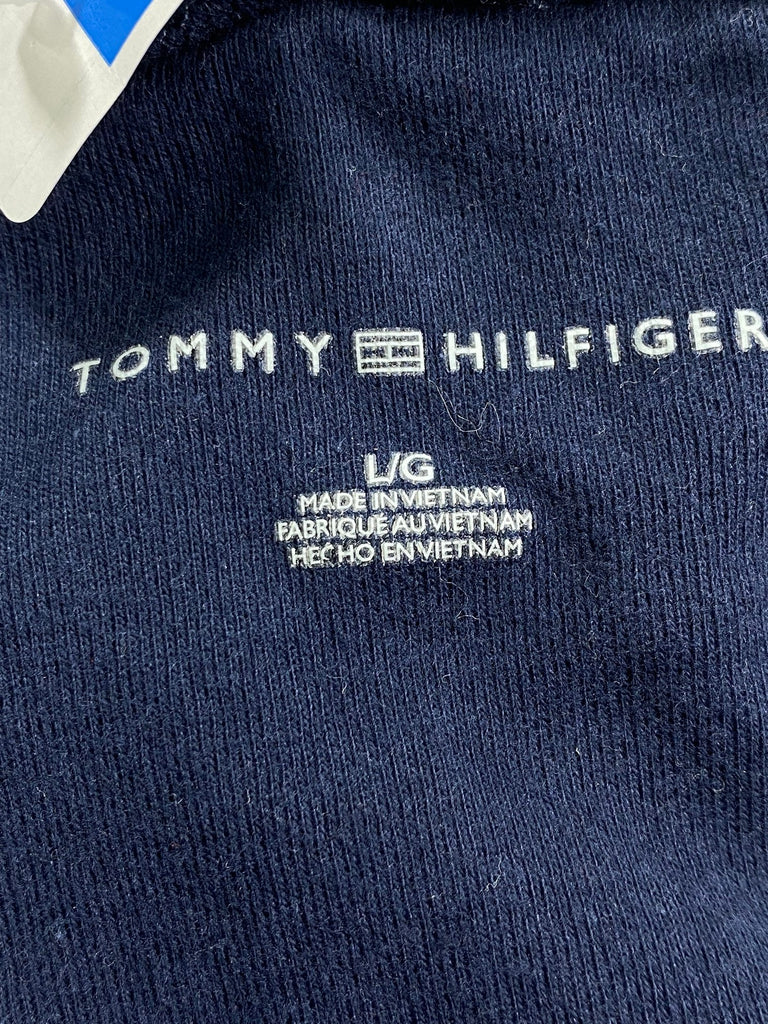 TOMMY HILFIGER
L/G
MADE IN VIETNAM
FABRIQUE AU VIETNAM
HECHO EN VIETNAM